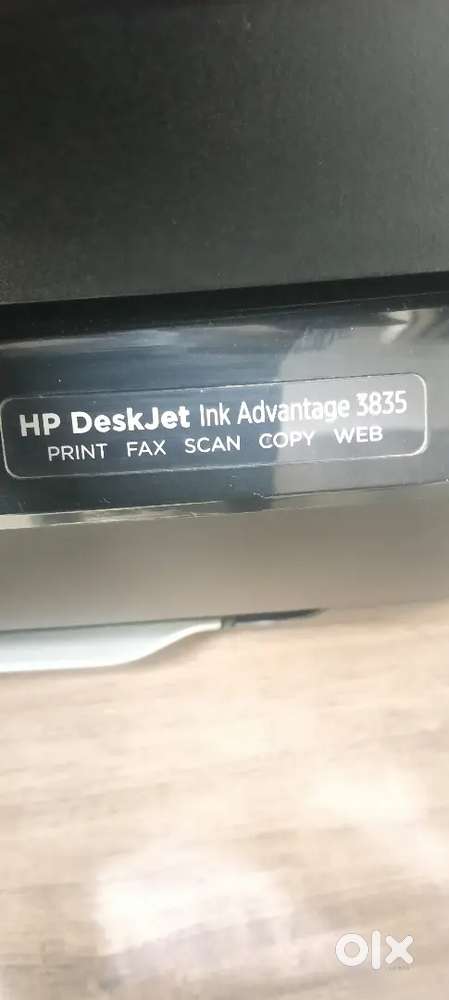 HP DeskJet Ink Advantage 3835
PRINT FAX SCAN COPY WEB
olx